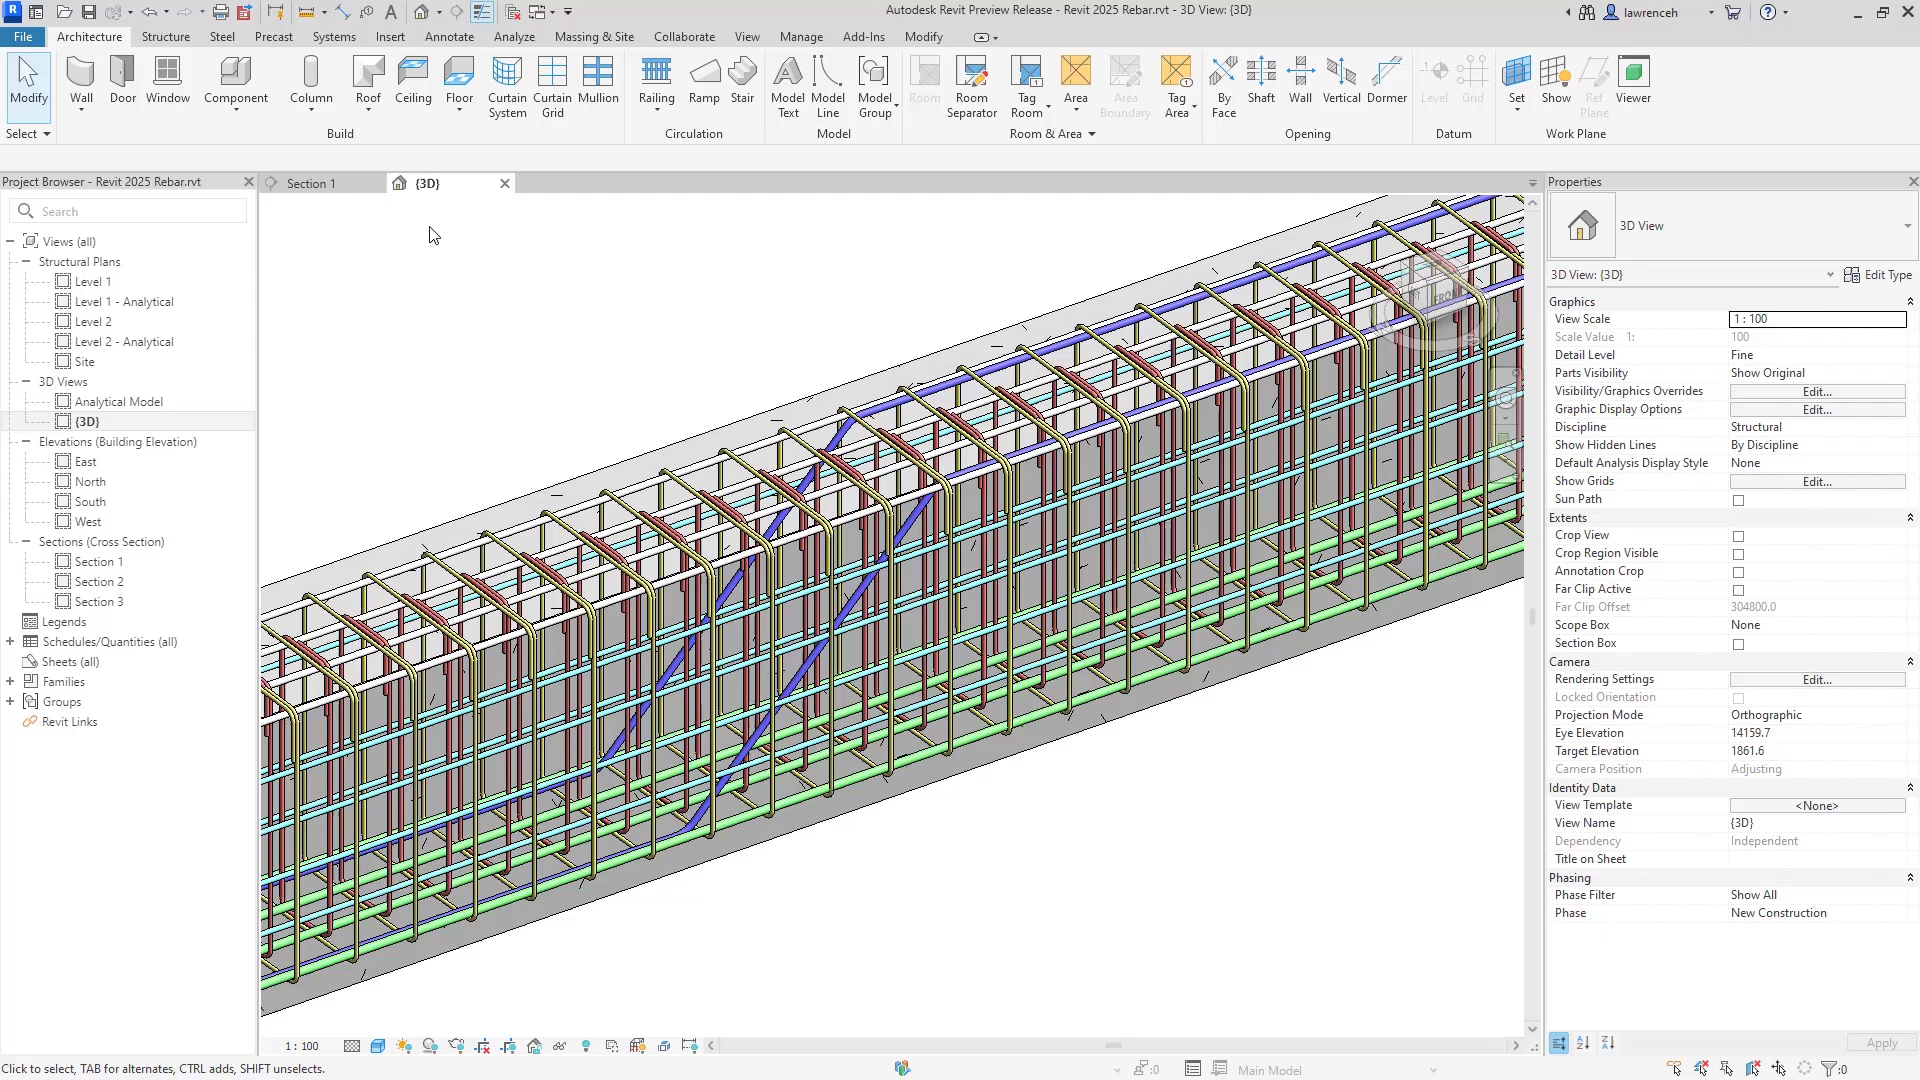 Autodesk Revit Preview Release - Revit 2025 Rebar.rvt - 3D View: {3D}
lawrenceh
File Architecture Structure Steel Precast Systems Insert Annotate Analyze Massing & Site Collaborate View Manage Add-Ins Modify
Modify Wall Door Window Component Column Roof Ceiling Floor Curtain System Curtain Grid Mullion Railing Ramp Stair Model Text Model Line Model Group Room Room Separator Tag Room Area Area Boundary Tag Area By Face Shaft Wall Vertical Dormer Level Grid Set Show Ref Plane Viewer
Select Build Circulation Model Room & Area Opening Datum Work Plane
Project Browser - Revit 2025 Rebar.rvt
Search
Views (all)
Structural Plans
Level 1
Level 1 - Analytical
Level 2
Level 2 - Analytical
Site
3D Views
Analytical Model
{3D}
Elevations (Building Elevation)
East
North
South
West
Sections (Cross Section)
Section 1
Section 2
Section 3
Legends
Schedules/Quantities (all)
Sheets (all)
Families
Groups
Revit Links
Section 1
{3D}
FRONT
1 : 100
Properties
3D View
3D View: {3D} Edit Type
Graphics
View Scale 1 : 100
Scale Value 1: 100
Detail Level Fine
Parts Visibility Show Original
Visibility/Graphics Overrides Edit...
Graphic Display Options Edit...
Discipline Structural
Show Hidden Lines By Discipline
Default Analysis Display Style None
Show Grids Edit...
Sun Path
Extents
Crop View
Crop Region Visible
Annotation Crop
Far Clip Active
Far Clip Offset 304800.0
Scope Box None
Section Box
Camera
Rendering Settings Edit...
Locked Orientation
Projection Mode Orthographic
Eye Elevation 14159.7
Target Elevation 1861.6
Camera Position Adjusting
Identity Data
View Template <None>
View Name {3D}
Dependency Independent
Title on Sheet
Phasing
Phase Filter Show All
Phase New Construction
Apply
Click to select, TAB for alternates, CTRL adds, SHIFT unselects.
:0
Main Model
:0